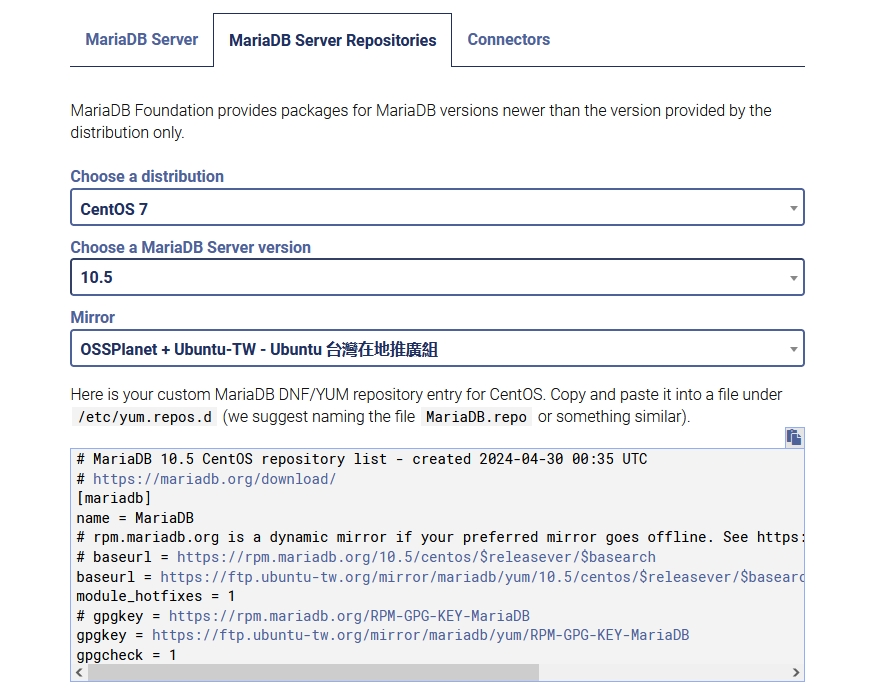 MariaDB Server MariaDB Server Repositories Connectors
MariaDB Foundation provides packages for MariaDB versions newer than the version provided by the
distribution only.
Choose a distribution
CentOS 7
Choose a MariaDB Server version
10.5
Mirror
OSSPlanet + Ubuntu-TW - Ubuntu 台灣在地推廣組
Here is your custom MariaDB DNF/YUM repository entry for CentOS. Copy and paste it into a file under
/etc/yum.repos.d (we suggest naming the file MariaDB.repo or something similar).
# MariaDB 10.5 CentOS repository list - created 2024-04-30 00:35 UTC
# https://mariadb.org/download/
[mariadb]
name = MariaDB
# rpm.mariadb.org is a dynamic mirror if your preferred mirror goes offline. See https:
# baseurl = https://rpm.mariadb.org/10.5/centos/$releasever/$basearch
baseurl = https://ftp.ubuntu-tw.org/mirror/mariadb/yum/10.5/centos/$releasever/$basearc
module_hotfixes = 1
# gpgkey = https://rpm.mariadb.org/RPM-GPG-KEY-MariaDB
gpgkey = https://ftp.ubuntu-tw.org/mirror/mariadb/yum/RPM-GPG-KEY-MariaDB
gpgcheck = 1